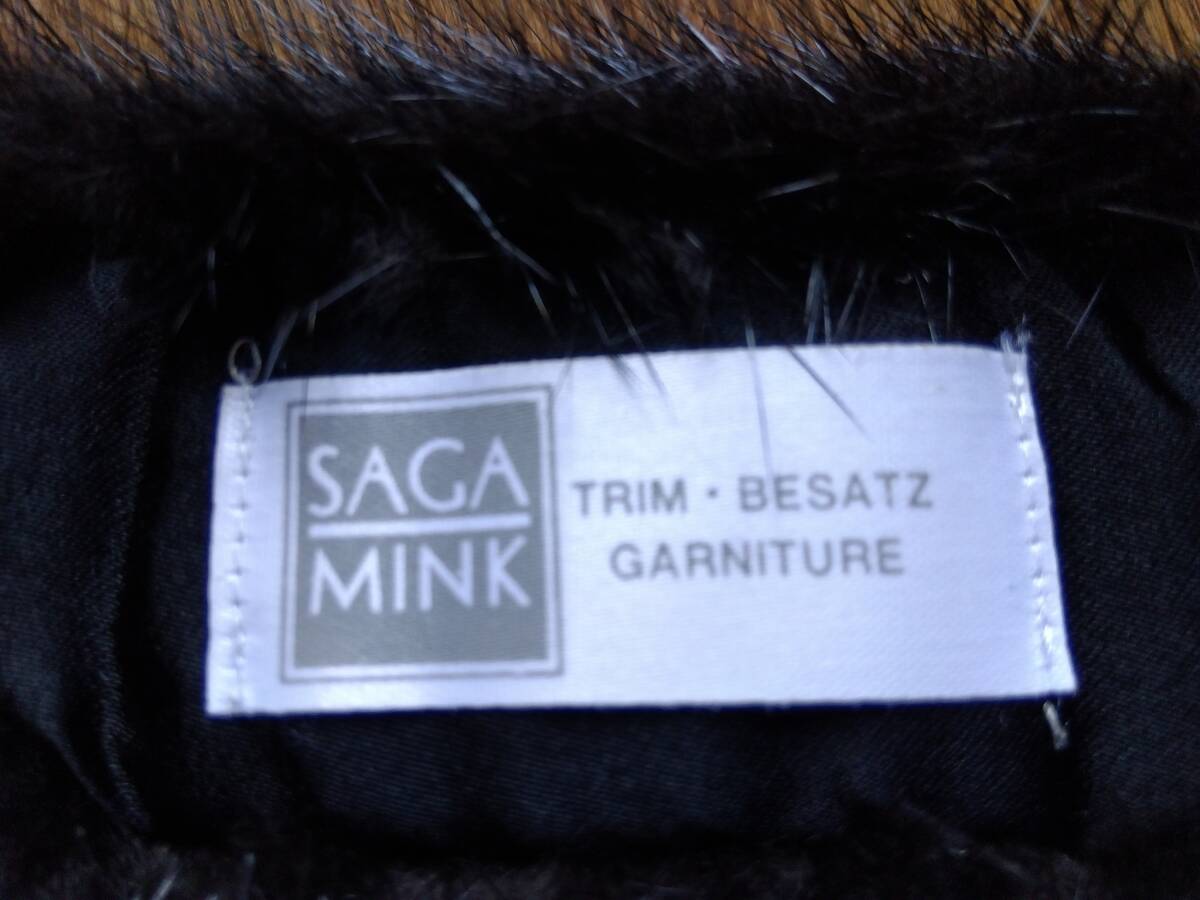 SAGA
MINK
TRIM · BESATZ
GARNITURE